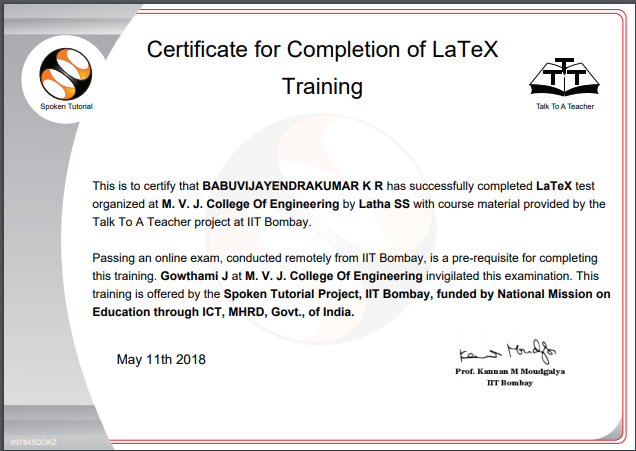 Certificate for Completion of LaTeX
Training
Spoken Tutorial
Talk To A Teacher
This is to certify that BABUVIJAYENDRAKUMAR K R has successfully completed LaTeX test
organized at M. V. J. College Of Engineering by Latha SS with course material provided by the
Talk To A Teacher project at IIT Bombay.
Passing an online exam, conducted remotely from IIT Bombay, is a pre-requisite for completing
this training. Gowthami J at M. V. J. College Of Engineering invigilated this examination. This
training is offered by the Spoken Tutorial Project, IIT Bombay, funded by National Mission on
Education through ICT, MHRD, Govt., of India.
May 11th 2018
Prof. Kannan M Moudgalya
IIT Bombay
997845QOKZ